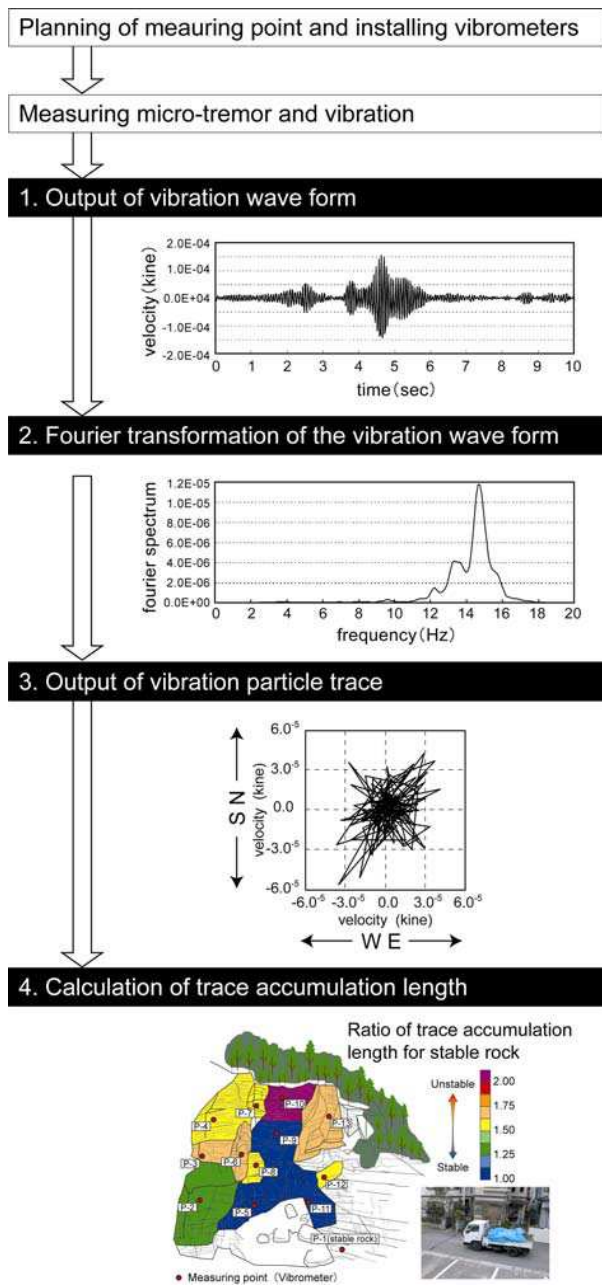 Planning of meauring point and installing vibrometers
Measuring micro-tremor and vibration
1. Output of vibration wave form
velocity(kine)
2.0E-04
1.0E-04
0.0E+04
-1.0E-04
-2.0E-04
0 1 2 3 4 5 6 7 8 9 10
time(sec)
2. Fourier transformation of the vibration wave form
fourier spectrum
1.2E-05
1.0E-05
8.0E-06
6.0E-06
4.0E-06
2.0E-06
0.0E+00
0 2 4 6 8 10 12 14 16 18 20
frequency(Hz)
3. Output of vibration particle trace
S N
velocity (kine)
6.0⁻⁵
3.0⁻⁵
0.0
-3.0⁻⁵
-6.0⁻⁵
-6.0⁻⁵ -3.0⁻⁵ 0.0 3.0⁻⁵ 6.0⁻⁵
velocity (kine)
W E
4. Calculation of trace accumulation length
Ratio of trace accumulation
length for stable rock
Unstable
Stable
2.00
1.75
1.50
1.25
1.00
P-10
P-7
P-4
P-13
P-9
P-3
P-6
P-8
P-12
P-2
P-5
P-11
P-1(stable rock)
Measuring point (Vibrometer)